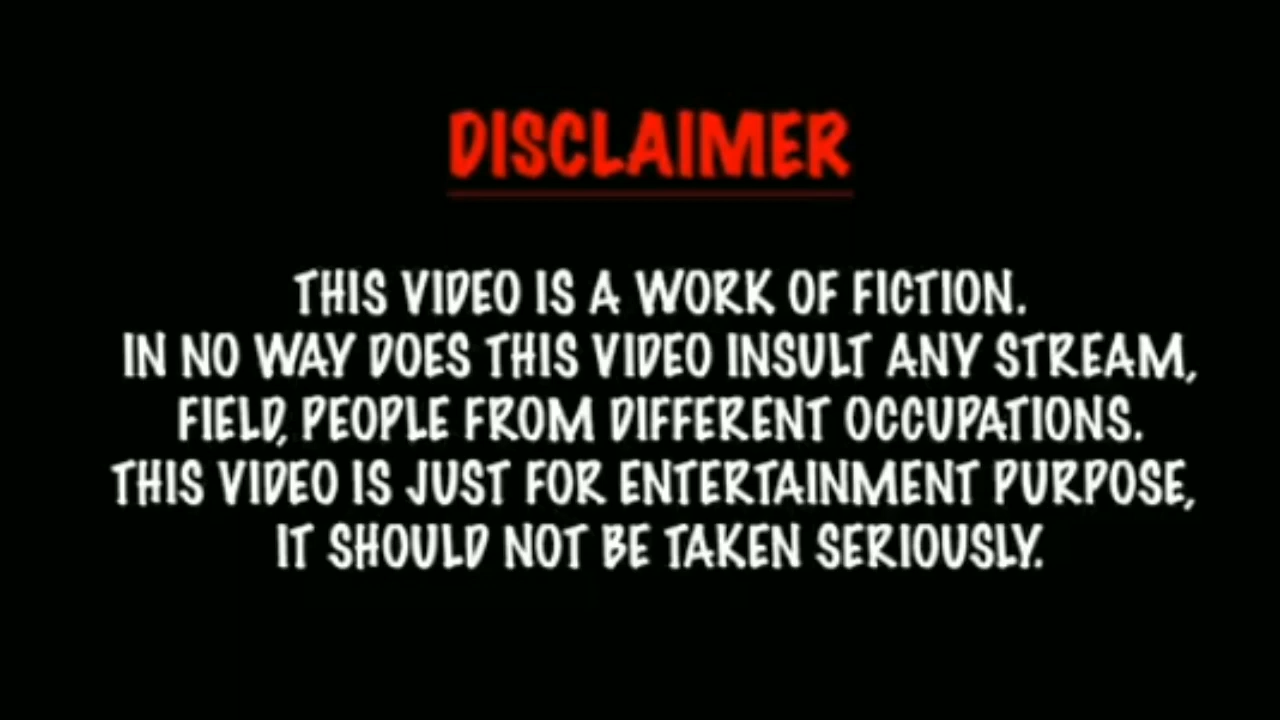 DISCLAIMER
THIS VIDEO IS A WORK OF FICTION.
IN NO WAY DOES THIS VIDEO INSULT ANY STREAM,
FIELD, PEOPLE FROM DIFFERENT OCCUPATIONS.
THIS VIDEO IS JUST FOR ENTERTAINMENT PURPOSE,
IT SHOULD NOT BE TAKEN SERIOUSLY.